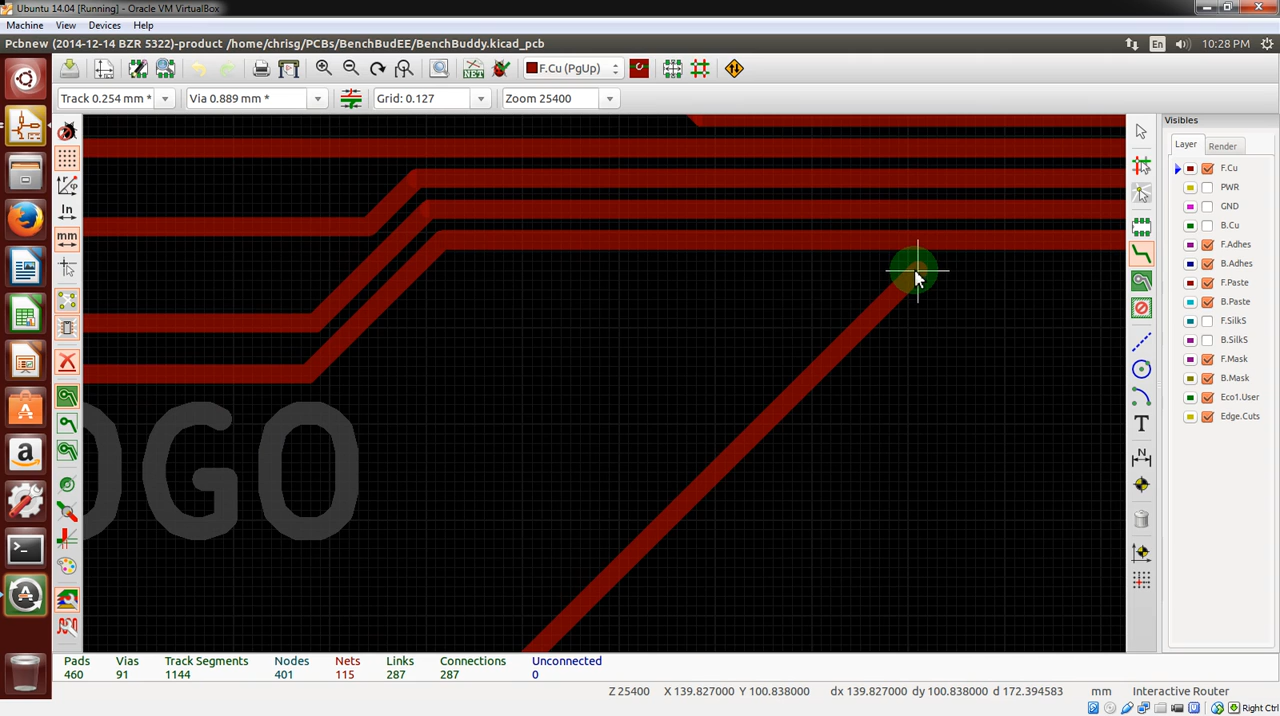 Ubuntu 14.04 [Running] - Oracle VM VirtualBox
Machine View Devices Help
Pcbnew (2014-12-14 BZR 5322)-product /home/chrisg/PCBs/BenchBudEE/BenchBuddy.kicad_pcb
En 10:28 PM
NET F.Cu (PgUp)
Track 0.254 mm * Via 0.889 mm * Grid: 0.127 Zoom 25400
Visibles
Layer Render
F.Cu
PWR
GND
B.Cu
F.Adhes
B.Adhes
F.Paste
B.Paste
F.SilkS
B.SilkS
F.Mask
B.Mask
Eco1.User
Edge.Cuts
In
mm
T
N
OGO
Pads Vias Track Segments Nodes Nets Links Connections Unconnected
460 91 1144 401 115 287 287 0
Z 25400 X 139.827000 Y 100.838000 dx 139.827000 dy 100.838000 d 172.394583 mm Interactive Router
Right Ctrl